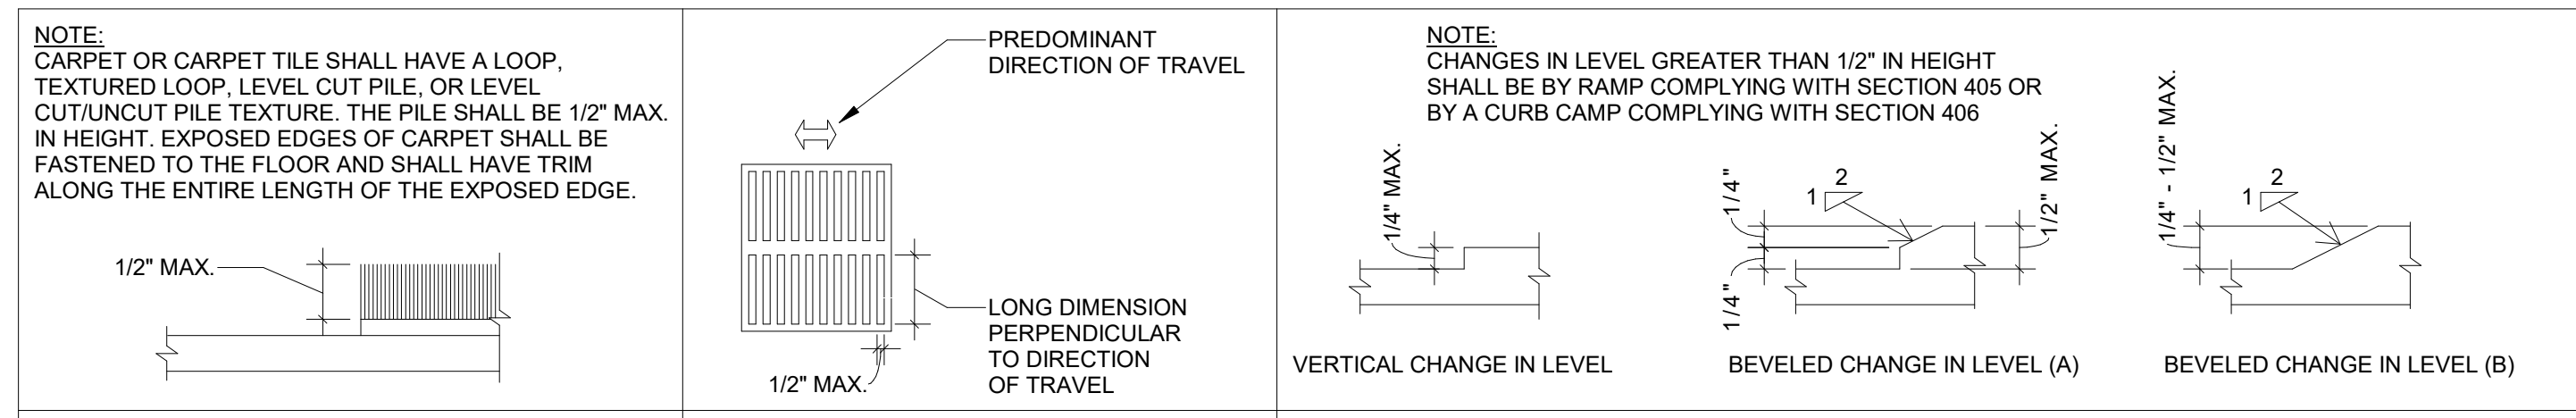 NOTE:
CARPET OR CARPET TILE SHALL HAVE A LOOP,
TEXTURED LOOP, LEVEL CUT PILE, OR LEVEL
CUT/UNCUT PILE TEXTURE. THE PILE SHALL BE 1/2" MAX.
IN HEIGHT. EXPOSED EDGES OF CARPET SHALL BE
FASTENED TO THE FLOOR AND SHALL HAVE TRIM
ALONG THE ENTIRE LENGTH OF THE EXPOSED EDGE.
1/2" MAX.
PREDOMINANT
DIRECTION OF TRAVEL
LONG DIMENSION
PERPENDICULAR
TO DIRECTION
OF TRAVEL
1/2" MAX.
NOTE:
CHANGES IN LEVEL GREATER THAN 1/2" IN HEIGHT
SHALL BE BY RAMP COMPLYING WITH SECTION 405 OR
BY A CURB CAMP COMPLYING WITH SECTION 406
1/4" MAX.
VERTICAL CHANGE IN LEVEL
1/4"
1/4"
2
1
1/2" MAX.
BEVELED CHANGE IN LEVEL (A)
1/4" - 1/2" MAX.
2
1
BEVELED CHANGE IN LEVEL (B)